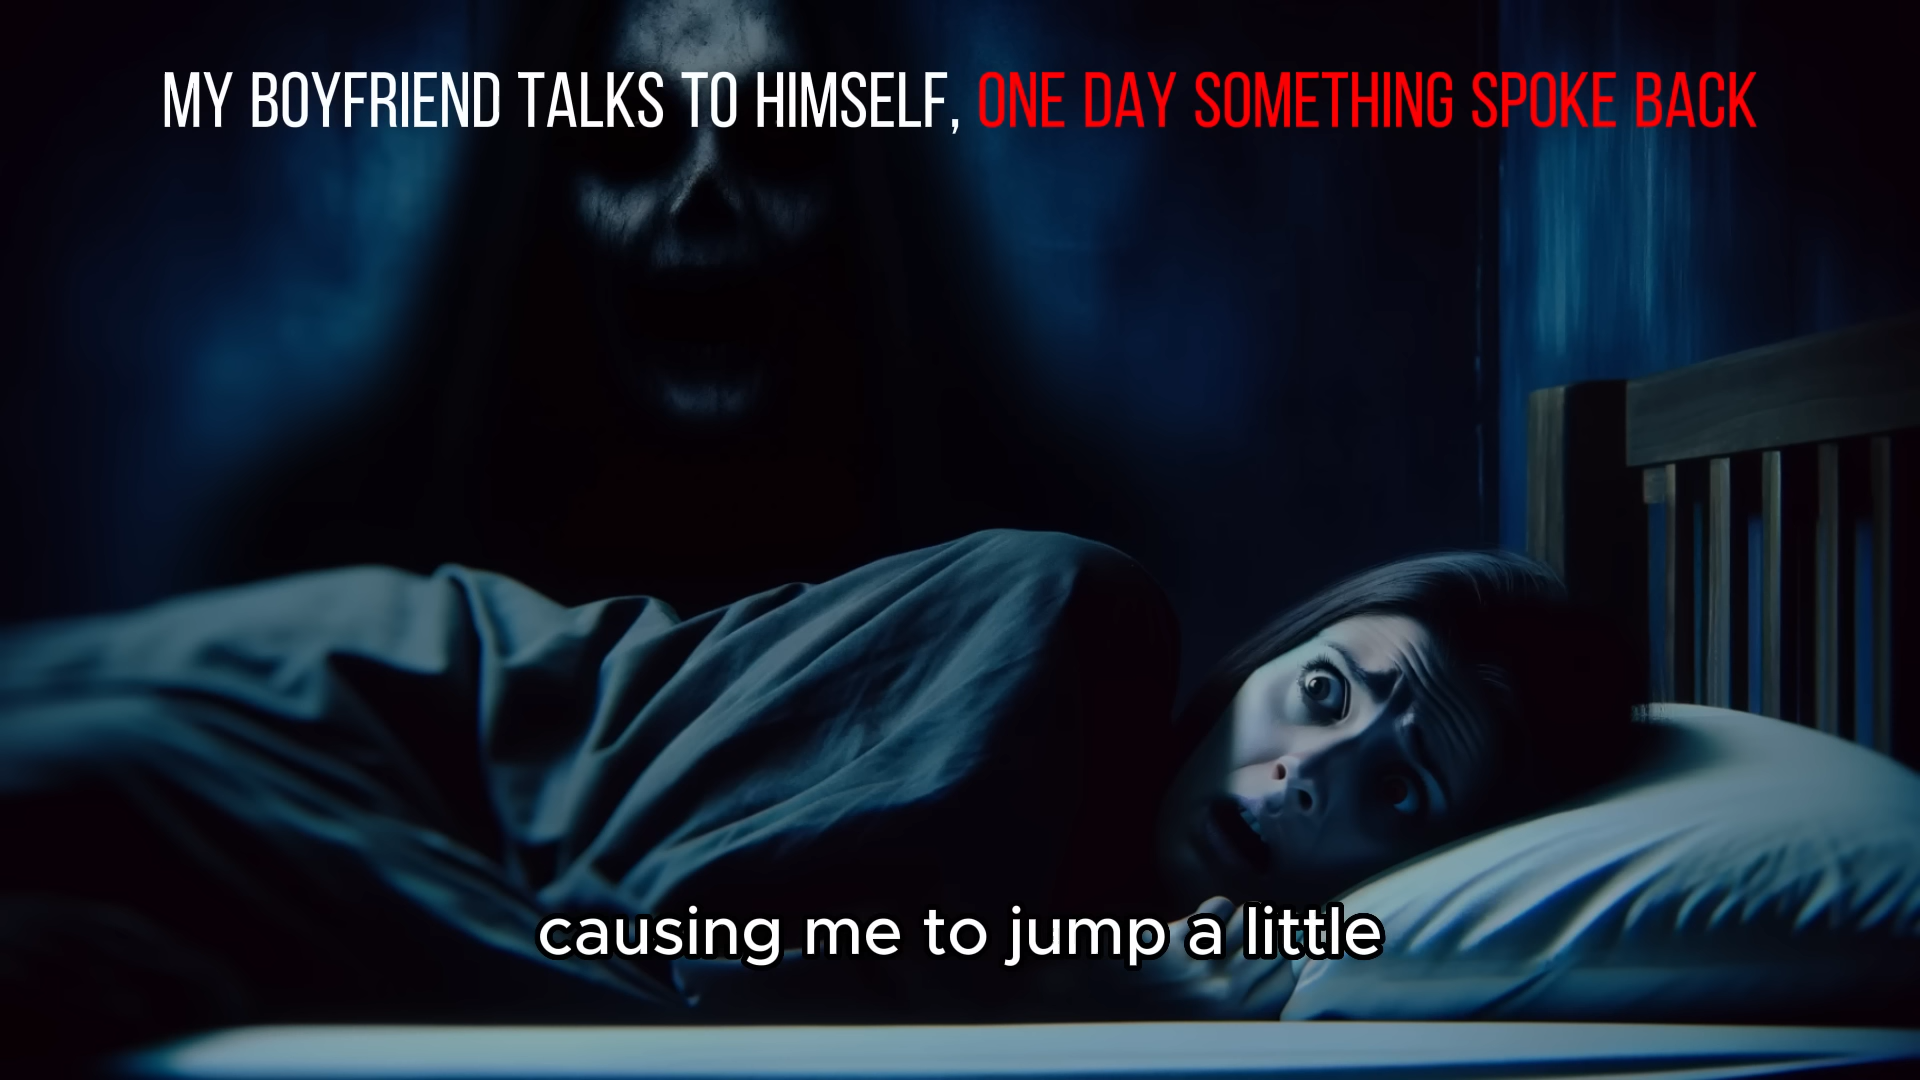 MY BOYFRIEND TALKS TO HIMSELF, ONE DAY SOMETHING SPOKE BACK
causing me to jump a little